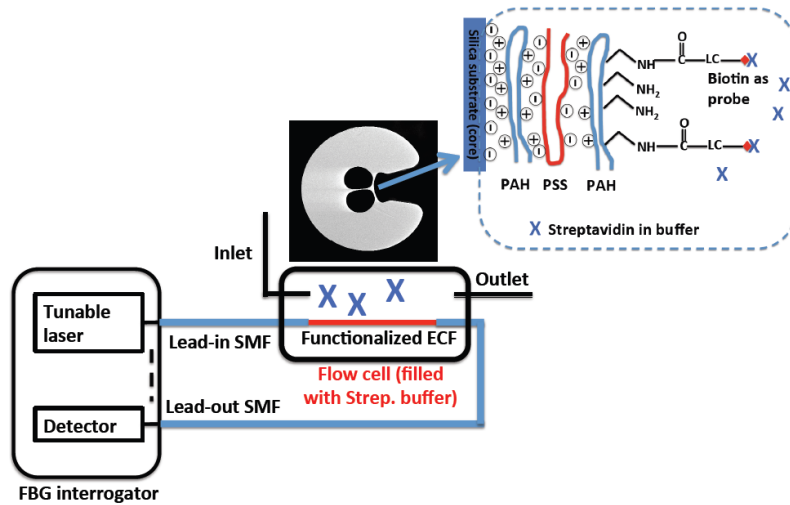 Silica substrate (core)
O
NH
C
LC
X
Biotin as
probe
X
X
NH₂
NH₂
O
NH
C
LC
X
X
PAH PSS PAH
X Streptavidin in buffer
Inlet
Outlet
X X X
Tunable
laser
Lead-in SMF
Functionalized ECF
Flow cell (filled
with Strep. buffer)
Lead-out SMF
Detector
FBG interrogator